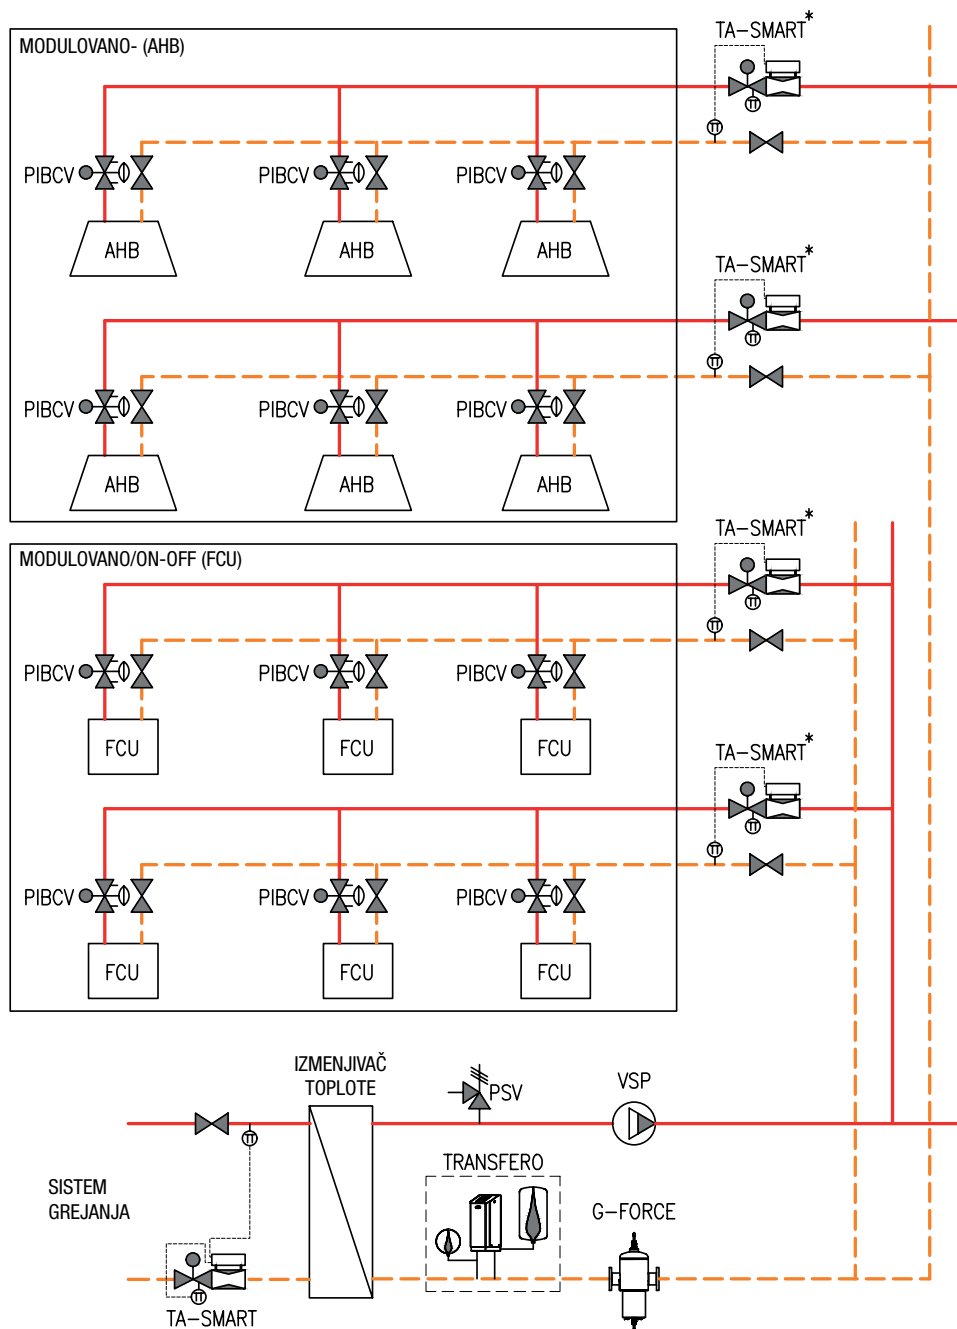 MODULOVANO- (AHB)
TA-SMART*
PIBCV
PIBCV
PIBCV
AHB
AHB
AHB
TA-SMART*
PIBCV
PIBCV
PIBCV
AHB
AHB
AHB
TA-SMART*
MODULOVANO/ON-OFF (FCU)
PIBCV
PIBCV
PIBCV
FCU
FCU
FCU
TA-SMART*
PIBCV
PIBCV
PIBCV
FCU
FCU
FCU
IZMENJIVAČ
TOPLOTE
PSV
VSP
TRANSFERO
SISTEM
GREJANJA
G-FORCE
TA-SMART